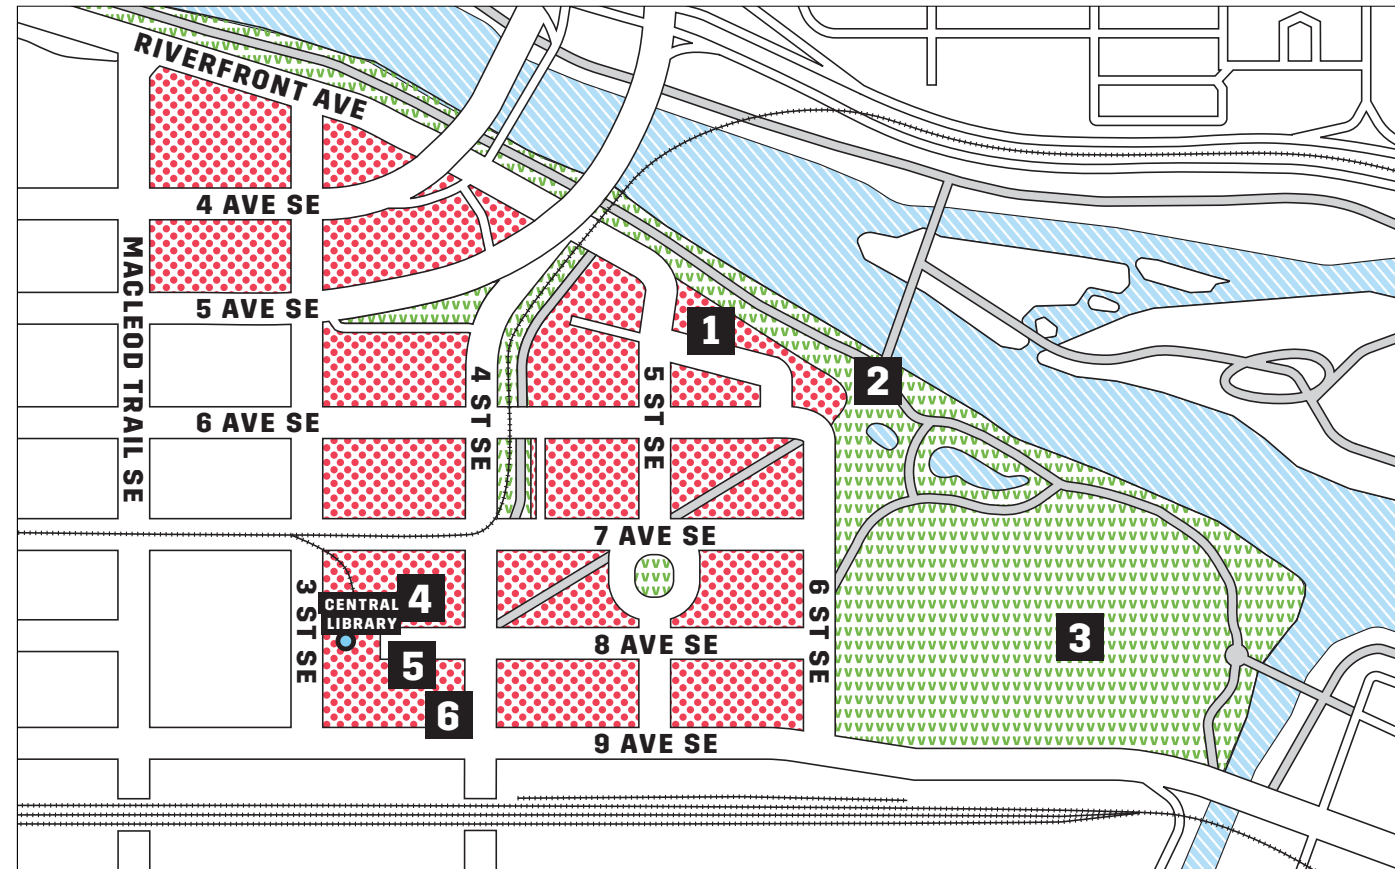 RIVERFRONT AVE
4 AVE SE
MACLEOD TRAIL SE
5 AVE SE
1
2
4 ST SE
5 ST SE
6 AVE SE
7 AVE SE
3 ST SE
CENTRAL
LIBRARY
4
6 ST SE
3
8 AVE SE
5
6
9 AVE SE